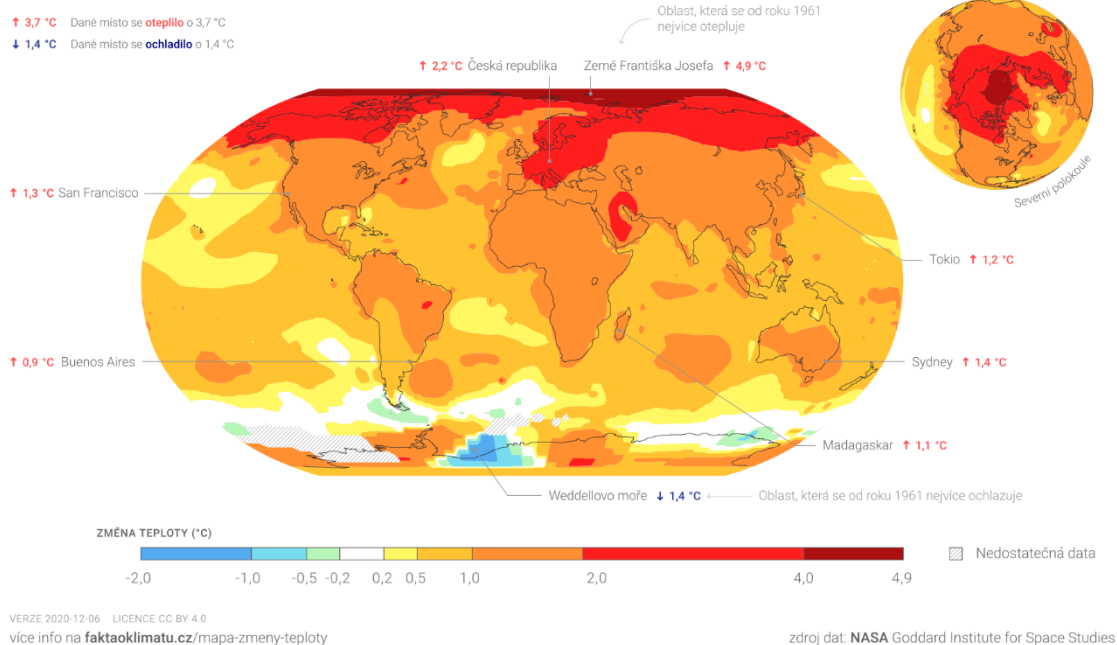 ↑ 3,7 °C Dané místo se oteplilo o 3,7 °C
↓ 1,4 °C Dané místo se ochladilo o 1,4 °C
Oblast, která se od roku 1961
nejvíce otepluje
↑ 2,2 °C Česká republika
Země Františka Josefa ↑ 4,9 °C
Severní polokoule
↑ 1,3 °C San Francisco
Tokio ↑ 1,2 °C
↑ 0,9 °C Buenos Aires
Sydney ↑ 1,4 °C
Madagaskar ↑ 1,1 °C
Weddellovo moře ↓ 1,4 °C
Oblast, která se od roku 1961 nejvíce ochlazuje
ZMĚNA TEPLOTY (°C)
-2,0 -1,0 -0,5 -0,2 0,2 0,5 1,0 2,0 4,0 4,9
Nedostatečná data
VERZE 2020-12-06 LICENCE CC BY 4.0
více info na faktaoklimatu.cz/mapa-zmeny-teploty
zdroj dat: NASA Goddard Institute for Space Studies